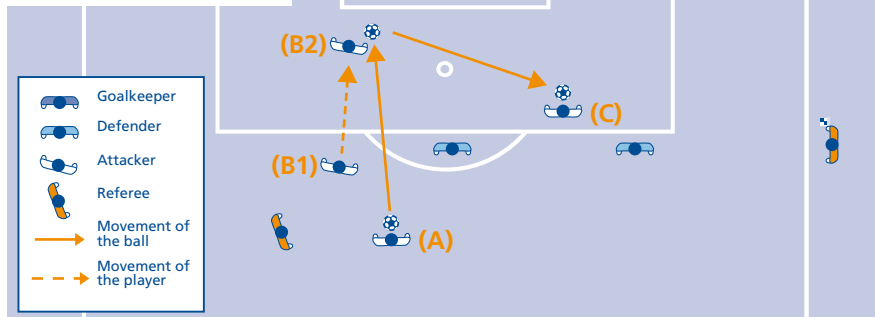 (B2)
(C)
(B1)
(A)
Goalkeeper
Defender
Attacker
Referee
Movement of
the ball
Movement of
the player